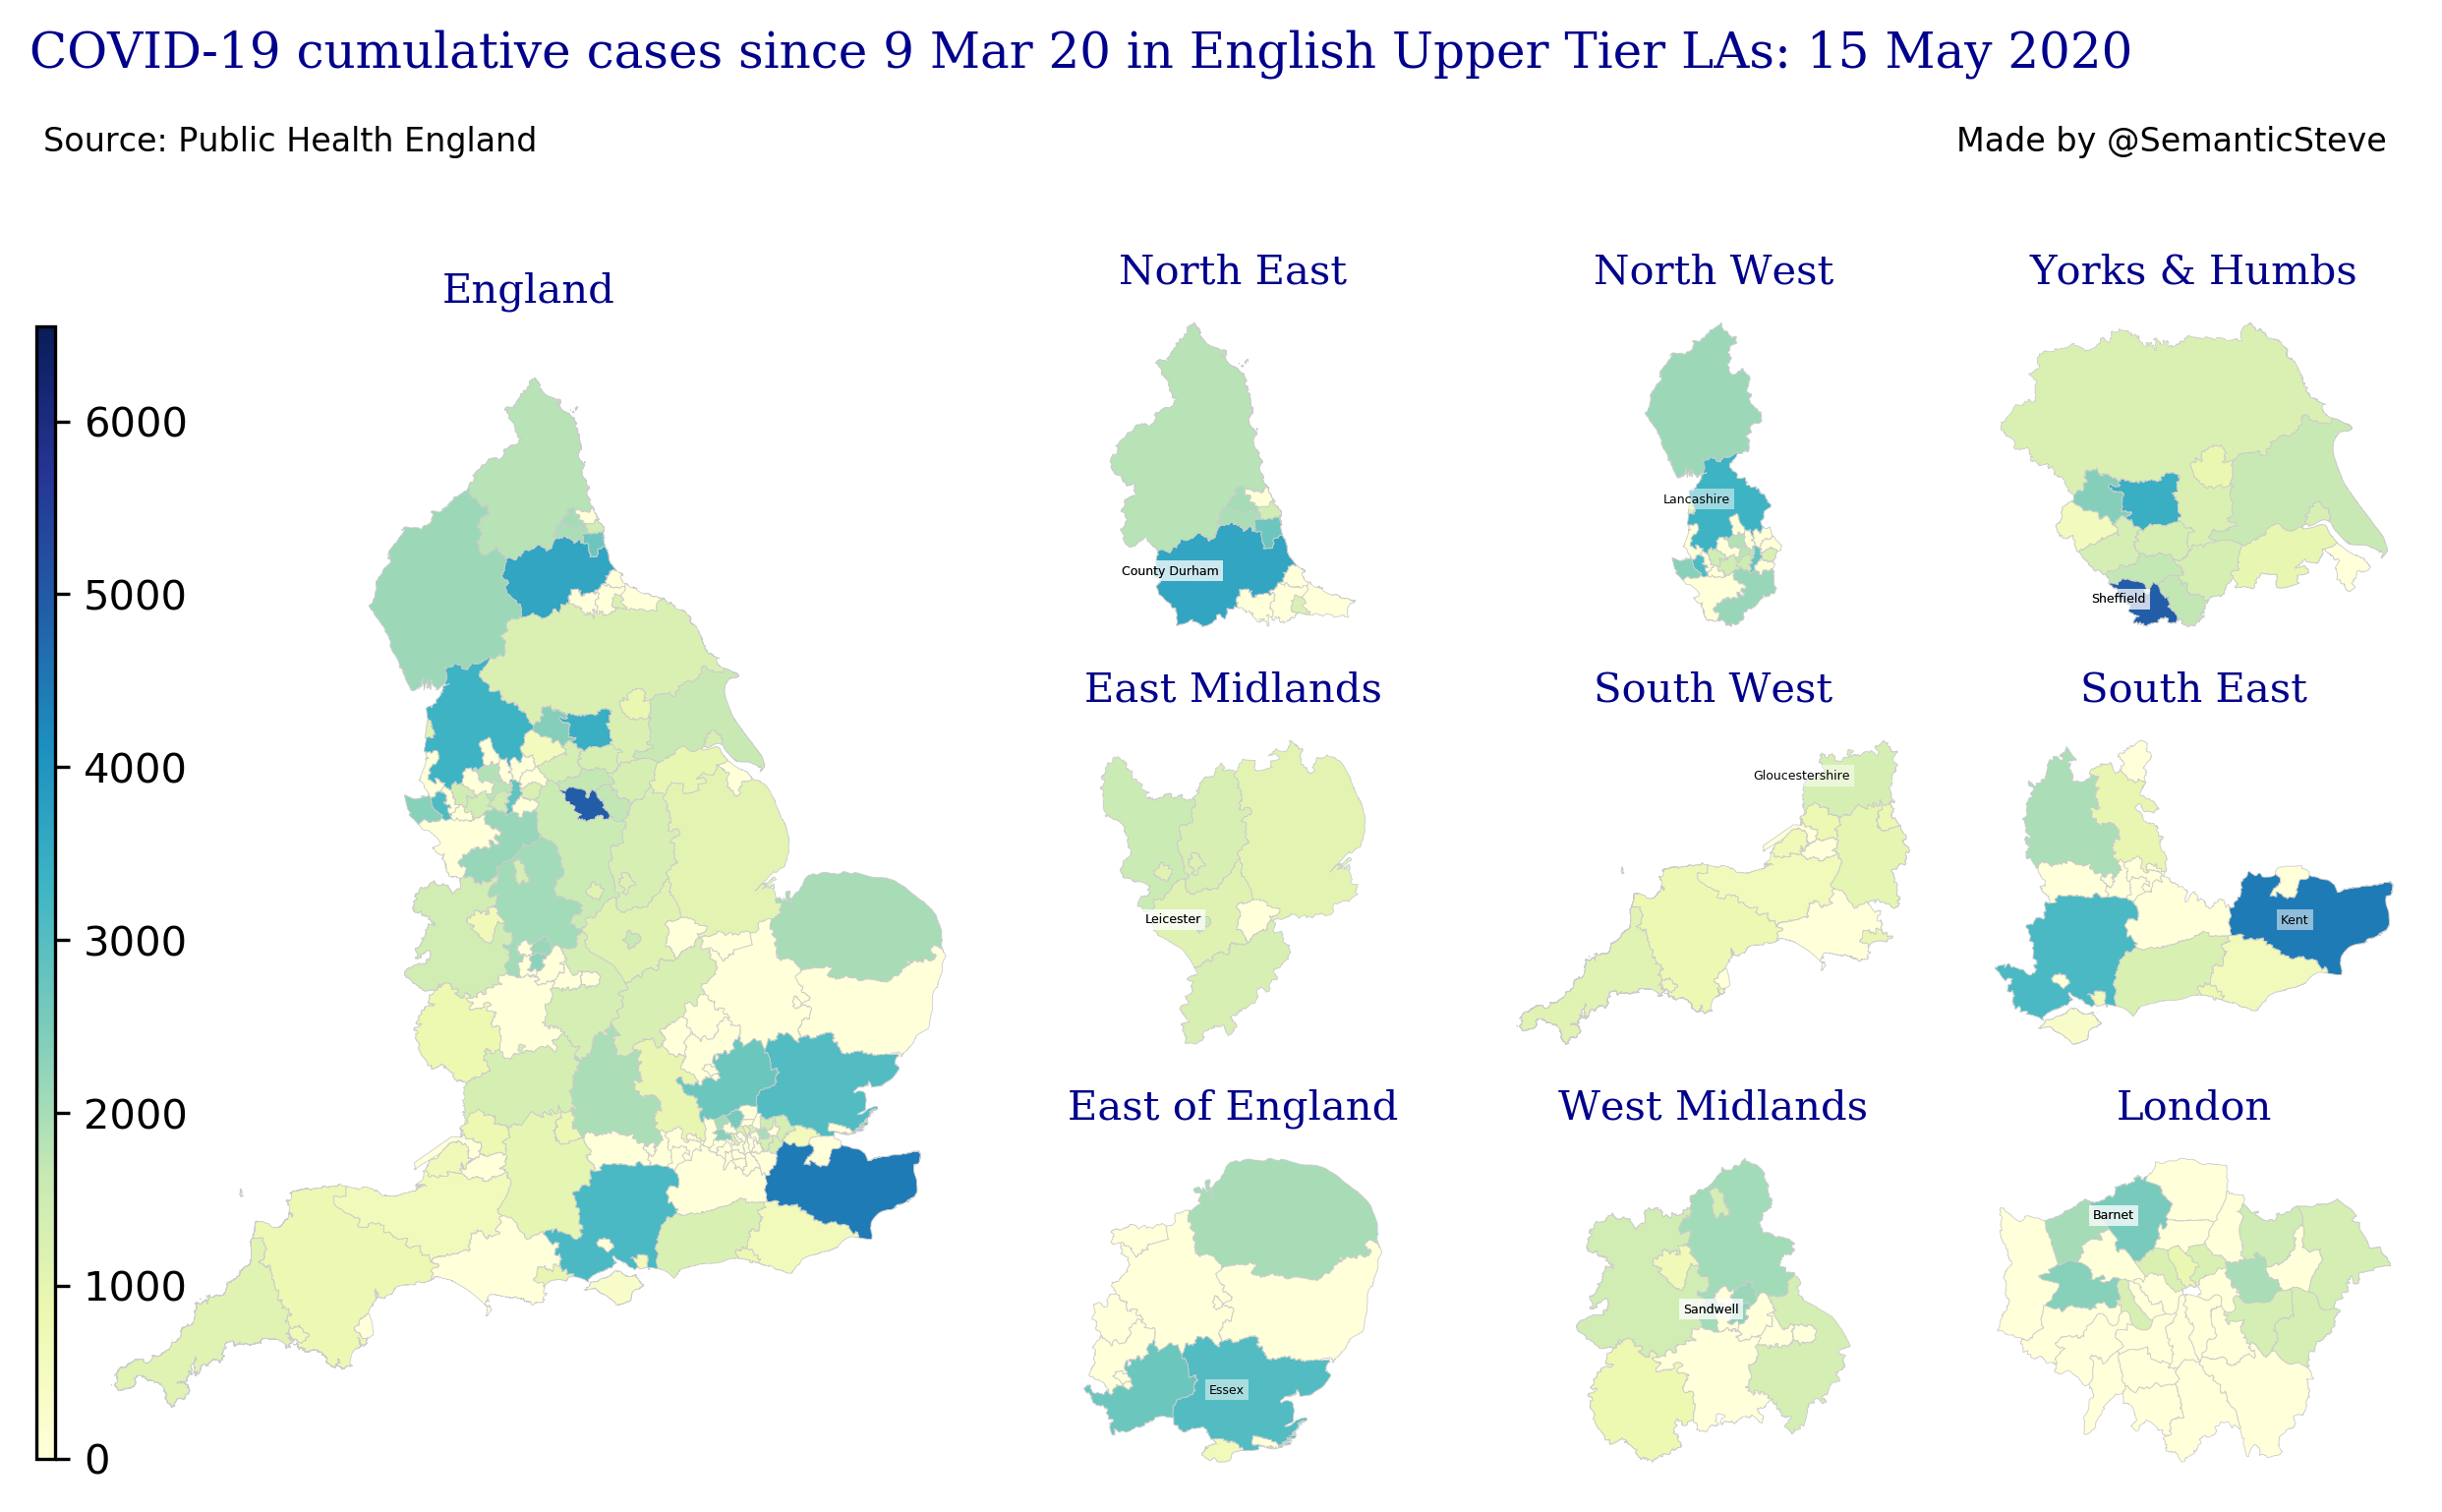 COVID-19 cumulative cases since 9 Mar 20 in English Upper Tier LAs: 15 May 2020
Source: Public Health England
Made by @SemanticSteve
England
North East
North West
Yorks & Humbs
6000
5000
4000
3000
2000
1000
0
County Durham
Lancashire
Sheffield
East Midlands
South West
South East
Leicester
Gloucestershire
Kent
East of England
West Midlands
London
Essex
Sandwell
Barnet